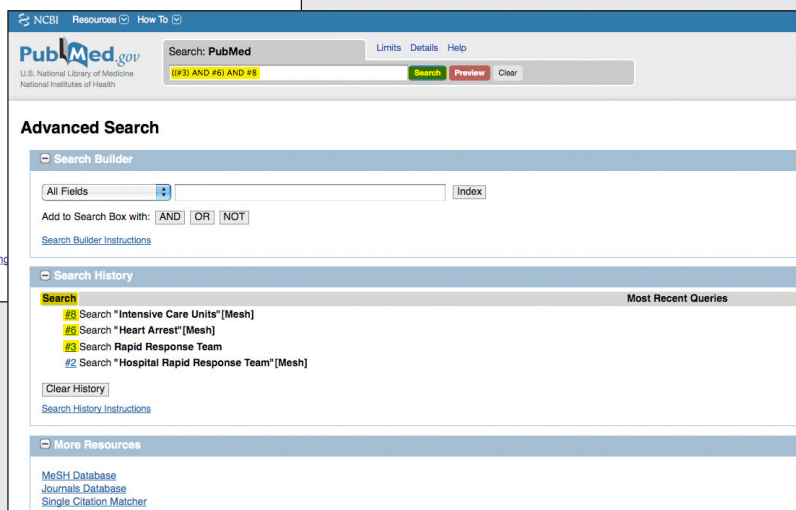 NCBI Resources How To
PubMed.gov
U.S. National Library of Medicine
National Institutes of Health
Search: PubMed
Limits Details Help
((#3) AND #6) AND #8
Search Preview Clear
Advanced Search
Search Builder
All Fields Index
Add to Search Box with: AND OR NOT
Search Builder Instructions
Search History
Search Most Recent Queries
#8 Search "Intensive Care Units"[Mesh]
#6 Search "Heart Arrest"[Mesh]
#3 Search Rapid Response Team
#2 Search "Hospital Rapid Response Team"[Mesh]
Clear History
Search History Instructions
More Resources
MeSH Database
Journals Database
Single Citation Matcher